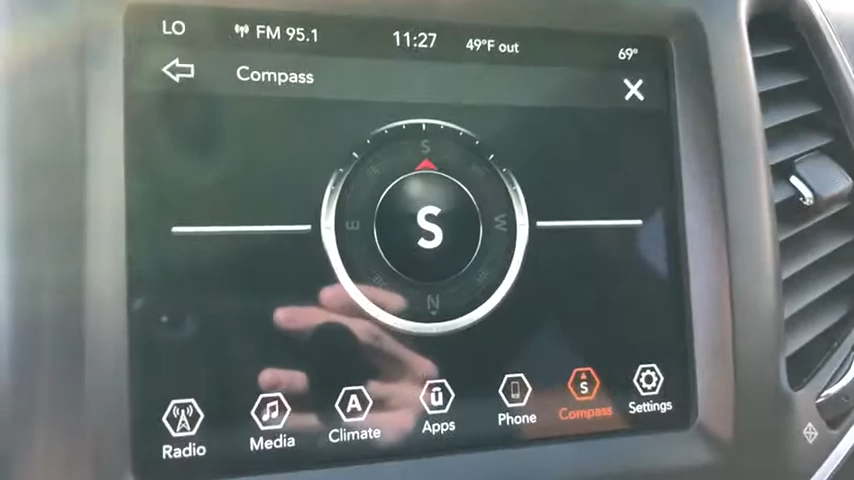 LO FM 95.1 11:27 49°F out 69°
Compass
S
E S W
N
A ū S
Radio Media Climate Apps Phone Compass Settings